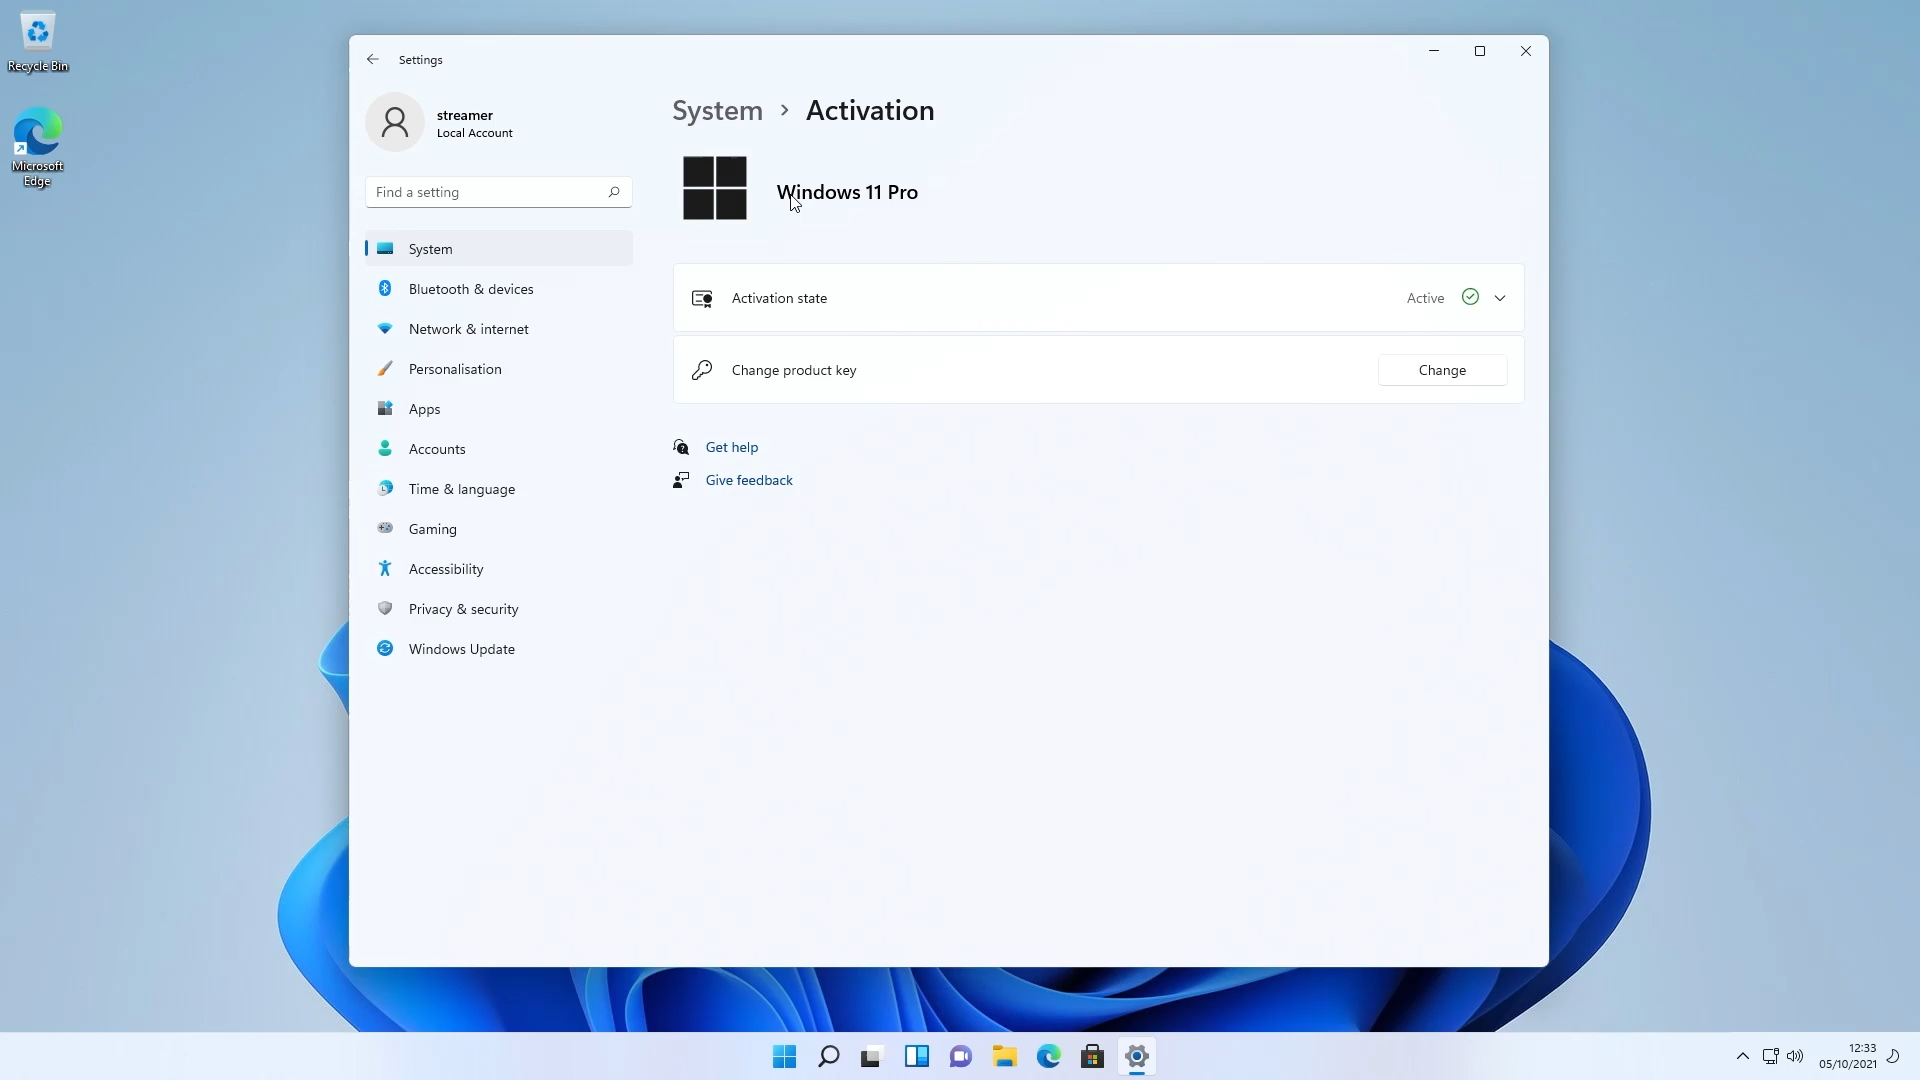 Recycle Bin
Microsoft
Edge
Settings
streamer
Local Account
Find a setting
System
Bluetooth & devices
Network & internet
Personalisation
Apps
Accounts
Time & language
Gaming
Accessibility
Privacy & security
Windows Update
System > Activation
Windows 11 Pro
Activation state
Active
Change product key
Change
Get help
Give feedback
12:33
05/10/2021